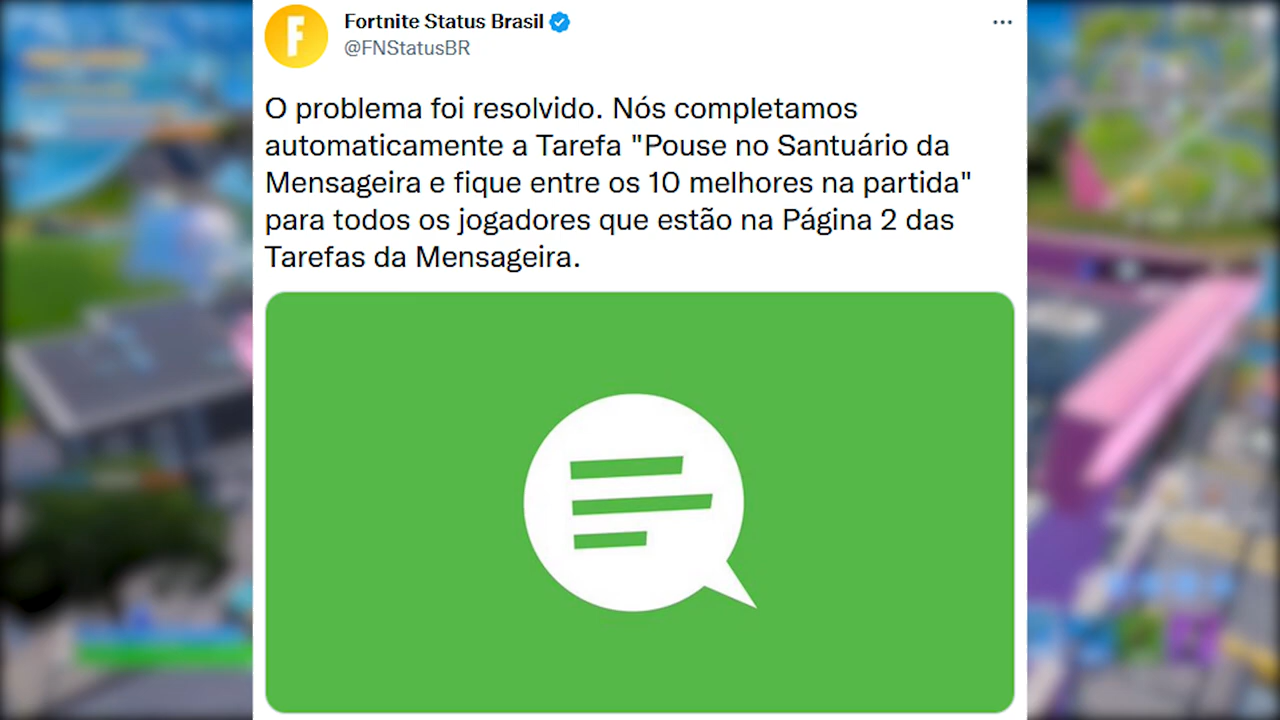 Fortnite Status Brasil
@FNStatusBR
O problema foi resolvido. Nós completamos
automaticamente a Tarefa "Pouse no Santuário da
Mensageira e fique entre os 10 melhores na partida"
para todos os jogadores que estão na Página 2 das
Tarefas da Mensageira.